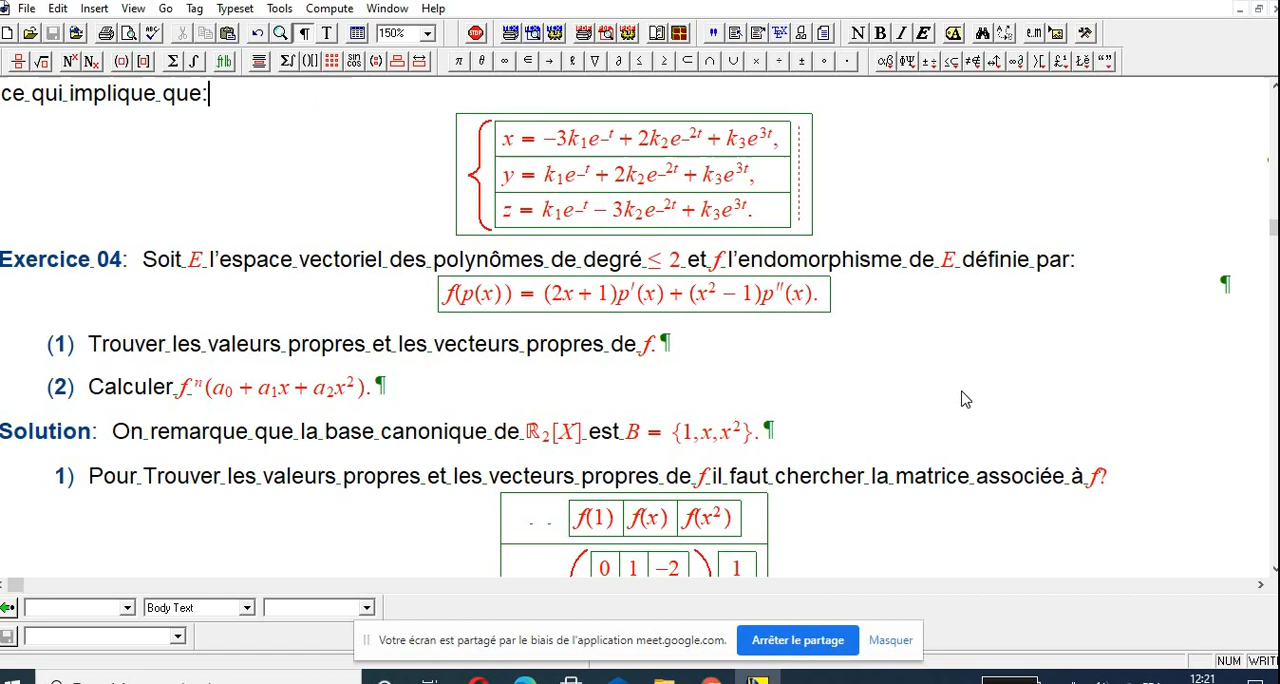 File Edit Insert View Go Tag Typeset Tools Compute Window Help
150%
ce qui implique que:
x = −3k₁e⁻ᵗ + 2k₂e⁻²ᵗ + k₃e³ᵗ,
y = k₁e⁻ᵗ + 2k₂e⁻²ᵗ + k₃e³ᵗ,
z = k₁e⁻ᵗ − 3k₂e⁻²ᵗ + k₃e³ᵗ.
Exercice 04: Soit E l'espace vectoriel des polynômes de degré ≤ 2 et f l'endomorphisme de E définie par:
f(p(x)) = (2x + 1)p′(x) + (x² − 1)p″(x). ¶
(1) Trouver les valeurs propres et les vecteurs propres de f. ¶
(2) Calculer f ⁿ(a₀ + a₁x + a₂x²). ¶
Solution: On remarque que la base canonique de ℝ₂[X] est B = {1, x, x²}. ¶
1) Pour Trouver les valeurs propres et les vecteurs propres de f il faut chercher la matrice associée à f?
. . f(1) f(x) f(x²)
( 0 1 −2 ) 1
Body Text
Votre écran est partagé par le biais de l'application meet.google.com. Arrêter le partage Masquer
NUM WRITI
12:21